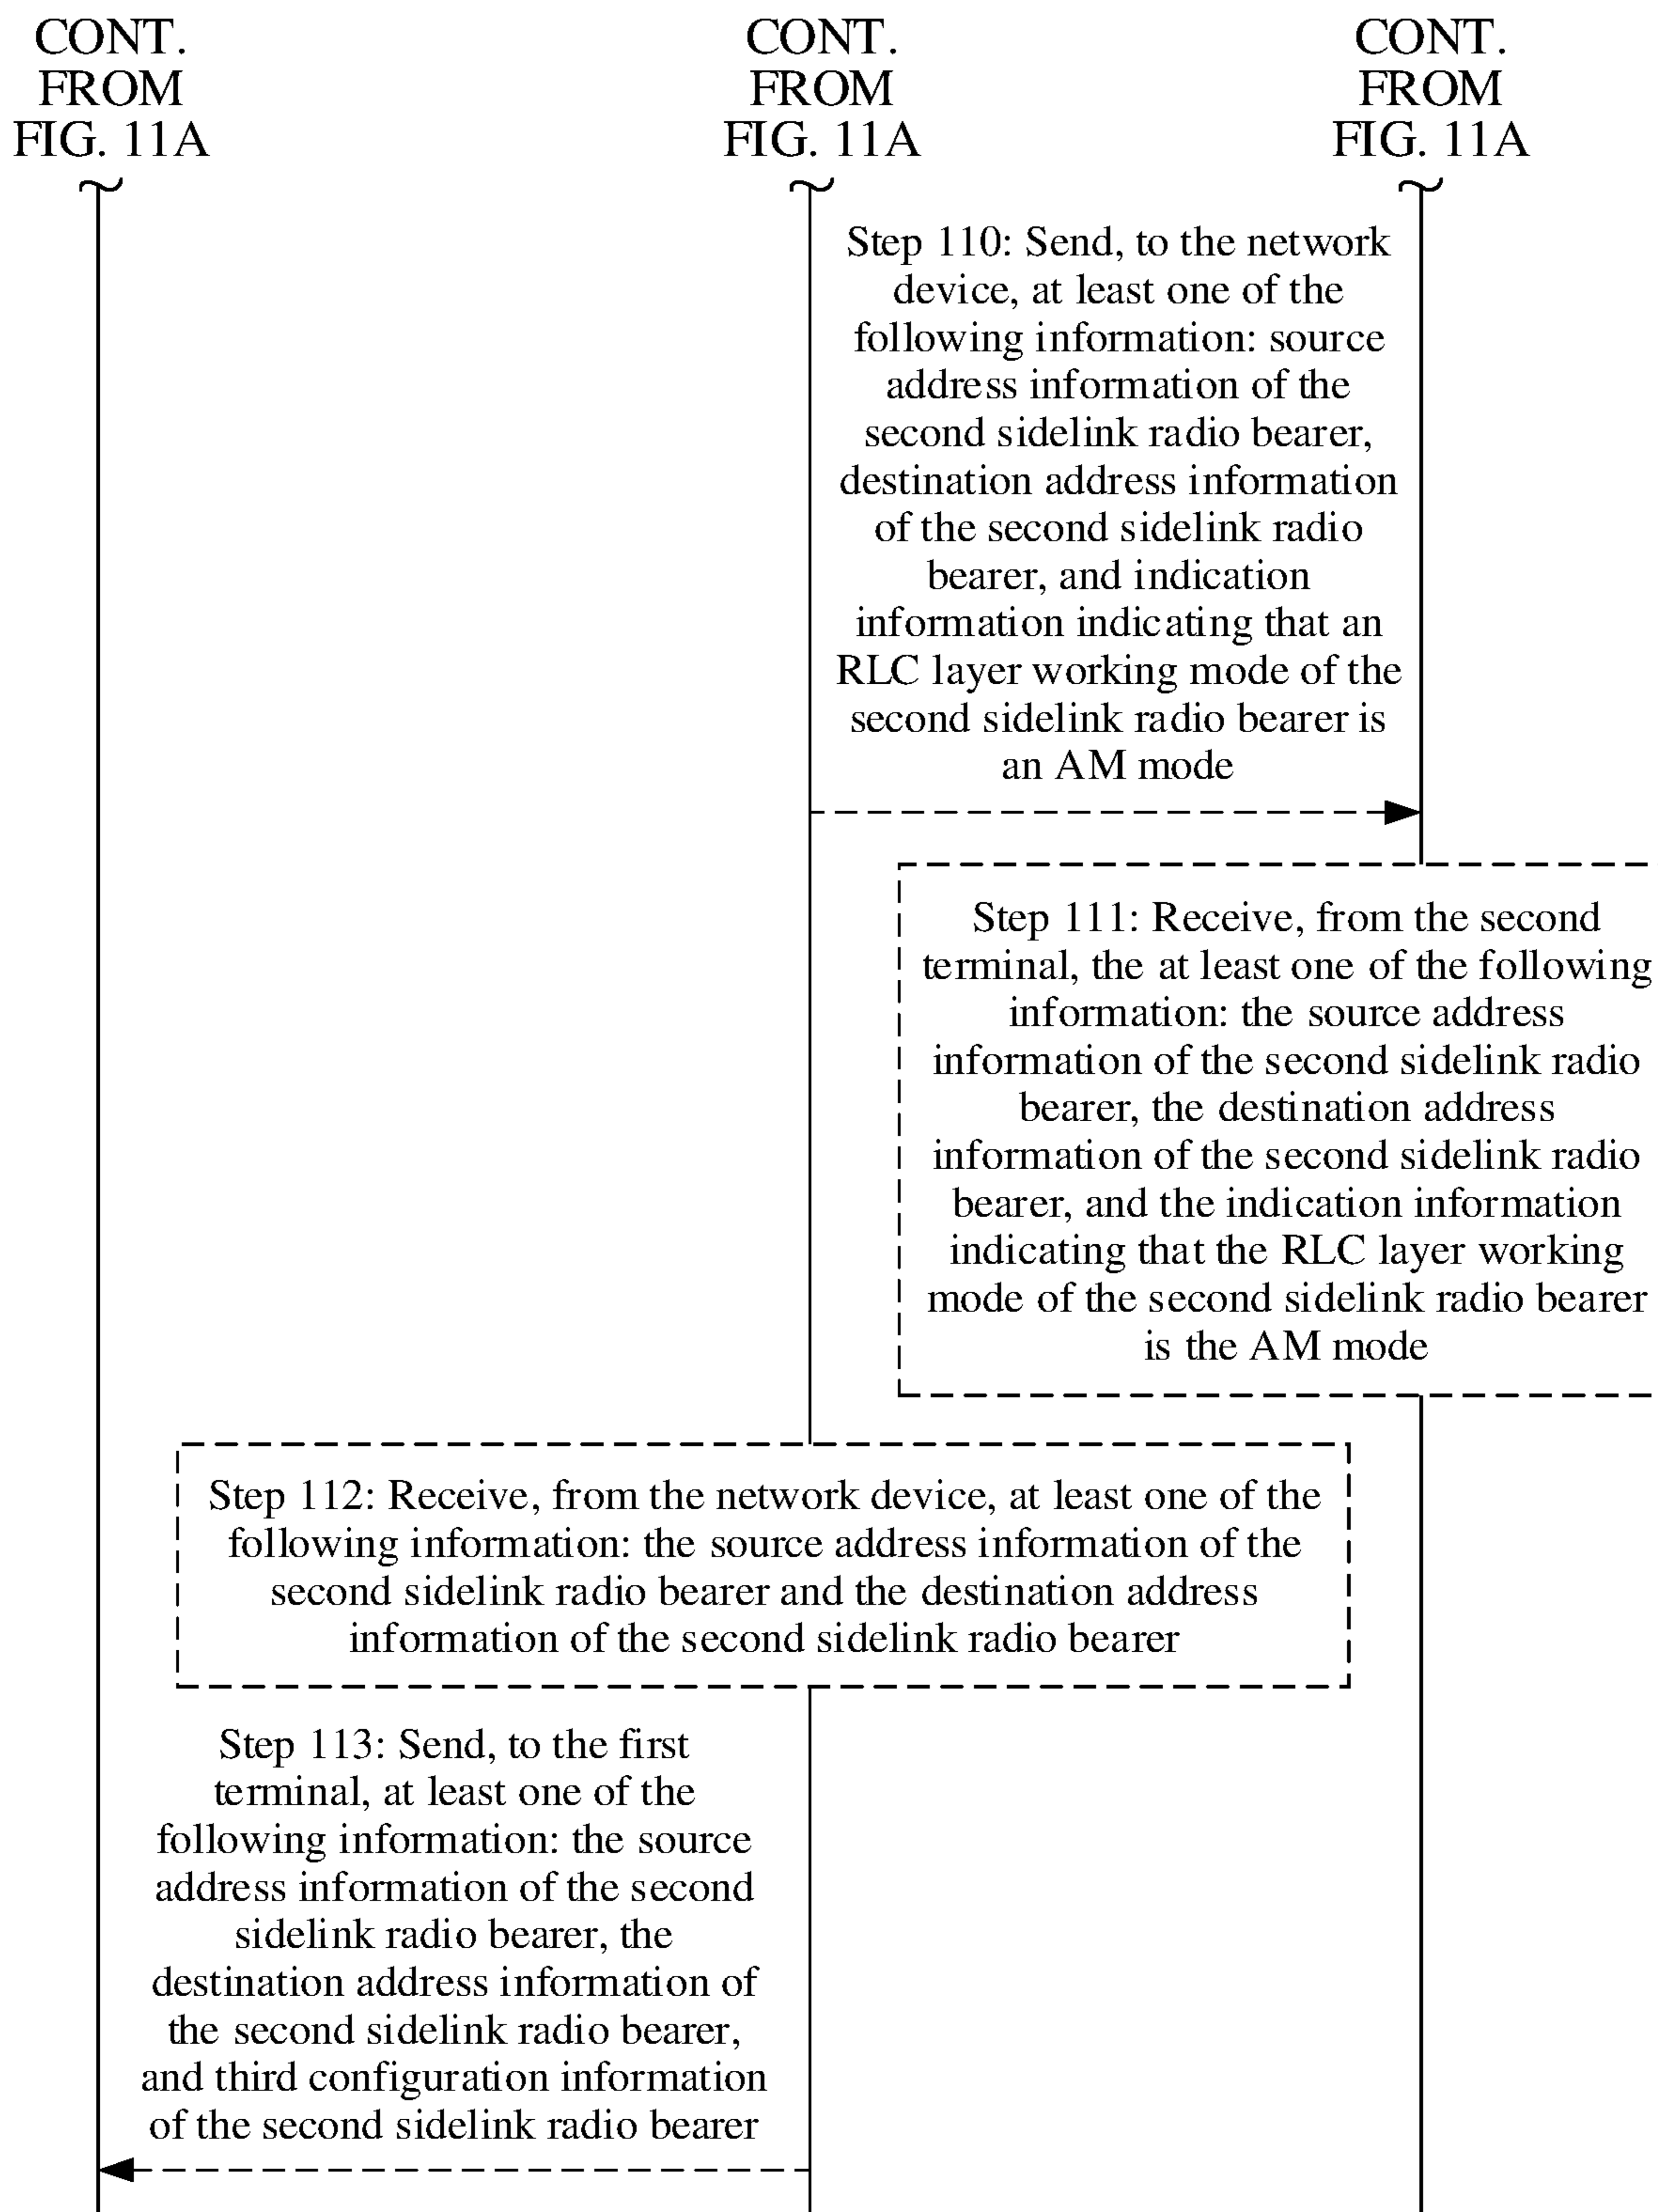 CONT.
FROM
FIG. 11A
CONT.
FROM
FIG. 11A
CONT.
FROM
FIG. 11A
Step 110: Send, to the network
device, at least one of the
following information: source
address information of the
second sidelink radio bearer,
destination address information
of the second sidelink radio
bearer, and indication
information indicating that an
RLC layer working mode of the
second sidelink radio bearer is
an AM mode
Step 111: Receive, from the second
terminal, the at least one of the following
information: the source address
information of the second sidelink radio
bearer, the destination address
information of the second sidelink radio
bearer, and the indication information
indicating that the RLC layer working
mode of the second sidelink radio bearer
is the AM mode
Step 112: Receive, from the network device, at least one of the
following information: the source address information of the
second sidelink radio bearer and the destination address
information of the second sidelink radio bearer
Step 113: Send, to the first
terminal, at least one of the
following information: the source
address information of the second
sidelink radio bearer, the
destination address information of
the second sidelink radio bearer,
and third configuration information
of the second sidelink radio bearer